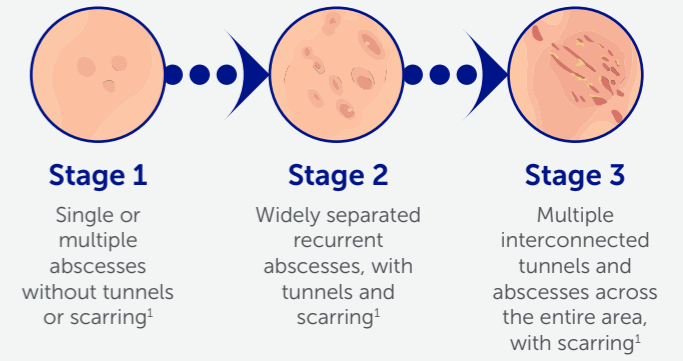 Stage 1
Single or
multiple
abscesses
without tunnels
or scarring¹
Stage 2
Widely separated
recurrent
abscesses, with
tunnels and
scarring¹
Stage 3
Multiple
interconnected
tunnels and
abscesses across
the entire area,
with scarring¹